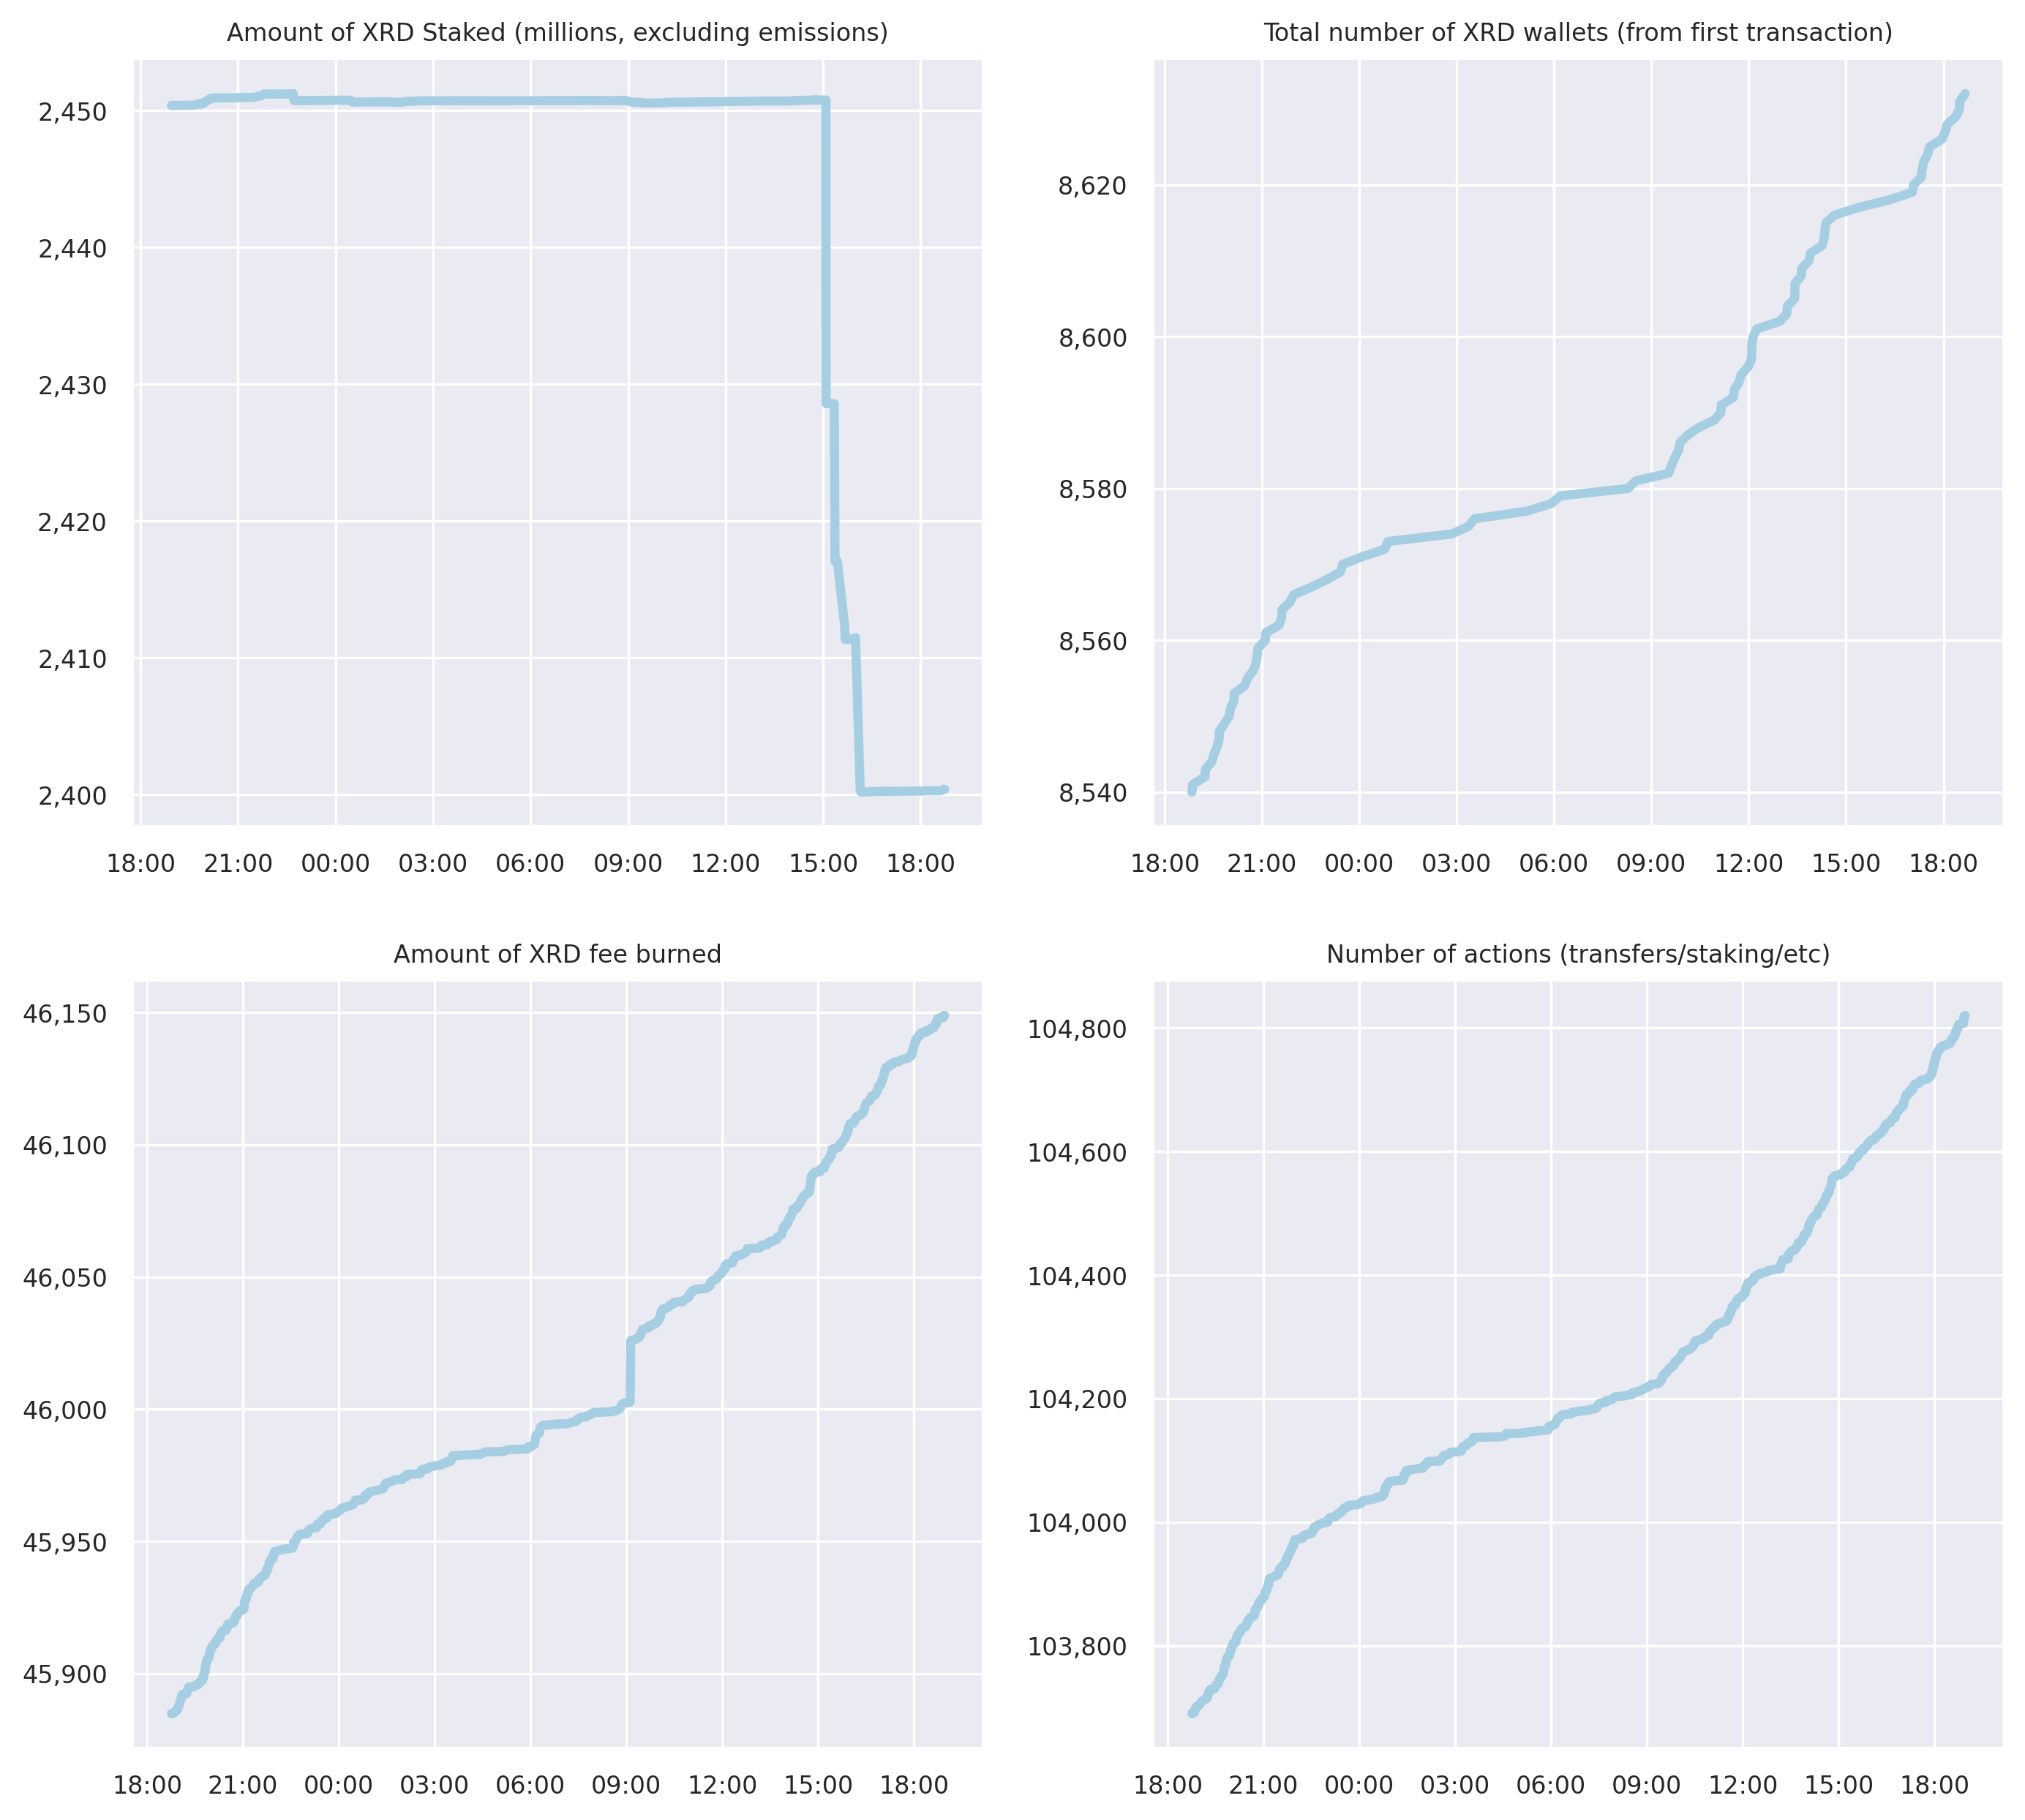 Amount of XRD Staked (millions, excluding emissions)
2,450
2,440
2,430
2,420
2,410
2,400
18:00 21:00 00:00 03:00 06:00 09:00 12:00 15:00 18:00
Total number of XRD wallets (from first transaction)
8,620
8,600
8,580
8,560
8,540
18:00 21:00 00:00 03:00 06:00 09:00 12:00 15:00 18:00
Amount of XRD fee burned
46,150
46,100
46,050
46,000
45,950
45,900
18:00 21:00 00:00 03:00 06:00 09:00 12:00 15:00 18:00
Number of actions (transfers/staking/etc)
104,800
104,600
104,400
104,200
104,000
103,800
18:00 21:00 00:00 03:00 06:00 09:00 12:00 15:00 18:00